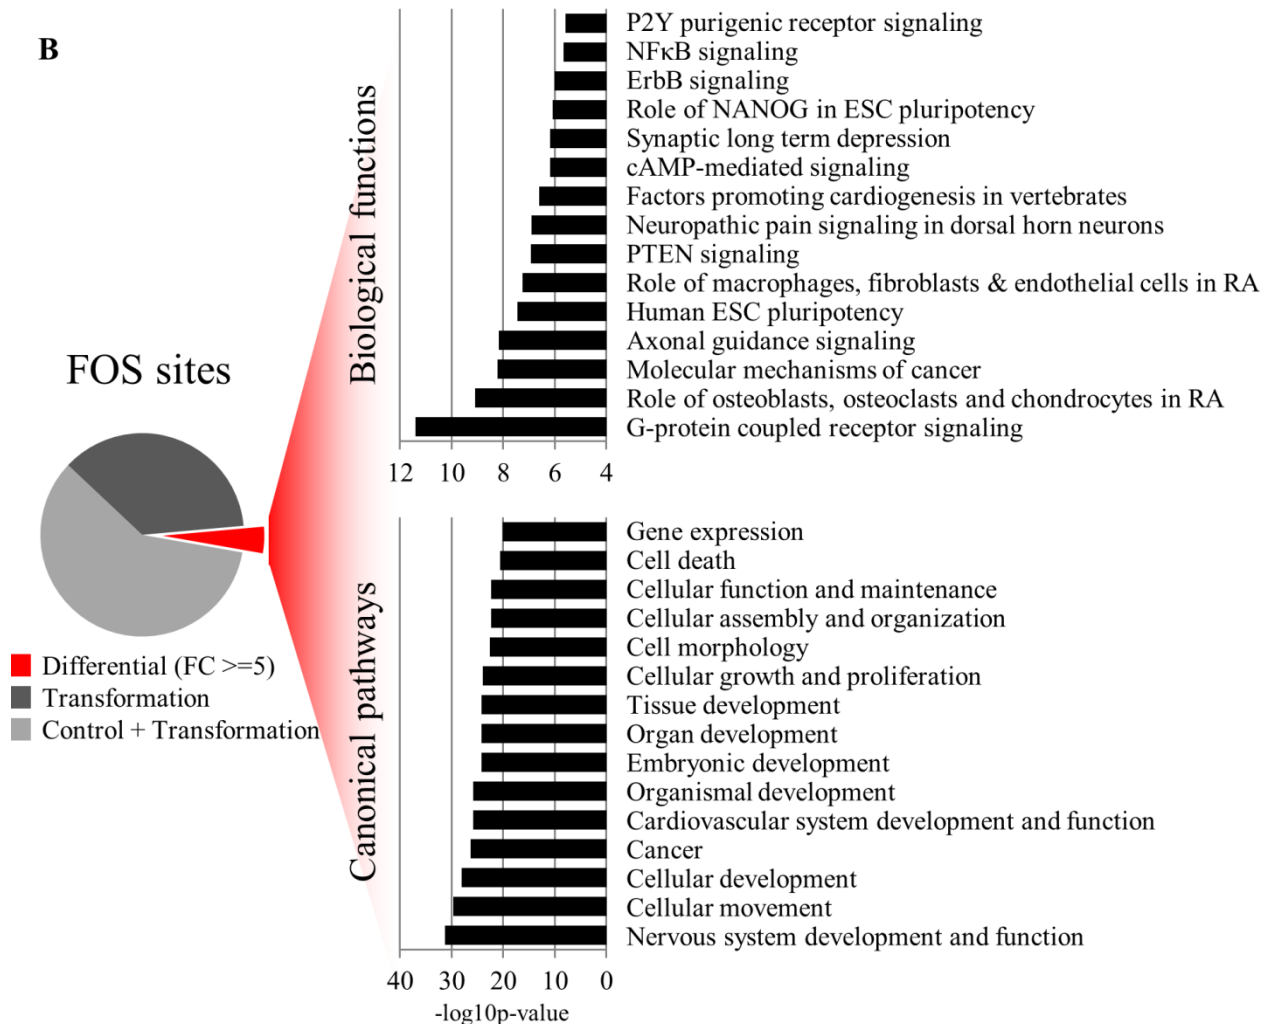 B
FOS sites
Differential (FC >=5)
Transformation
Control + Transformation
Biological functions
P2Y purigenic receptor signaling
NFκB signaling
ErbB signaling
Role of NANOG in ESC pluripotency
Synaptic long term depression
cAMP-mediated signaling
Factors promoting cardiogenesis in vertebrates
Neuropathic pain signaling in dorsal horn neurons
PTEN signaling
Role of macrophages, fibroblasts & endothelial cells in RA
Human ESC pluripotency
Axonal guidance signaling
Molecular mechanisms of cancer
Role of osteoblasts, osteoclasts and chondrocytes in RA
G-protein coupled receptor signaling
12 10 8 6 4
Canonical pathways
Gene expression
Cell death
Cellular function and maintenance
Cellular assembly and organization
Cell morphology
Cellular growth and proliferation
Tissue development
Organ development
Embryonic development
Organismal development
Cardiovascular system development and function
Cancer
Cellular development
Cellular movement
Nervous system development and function
40 30 20 10 0
-log10p-value